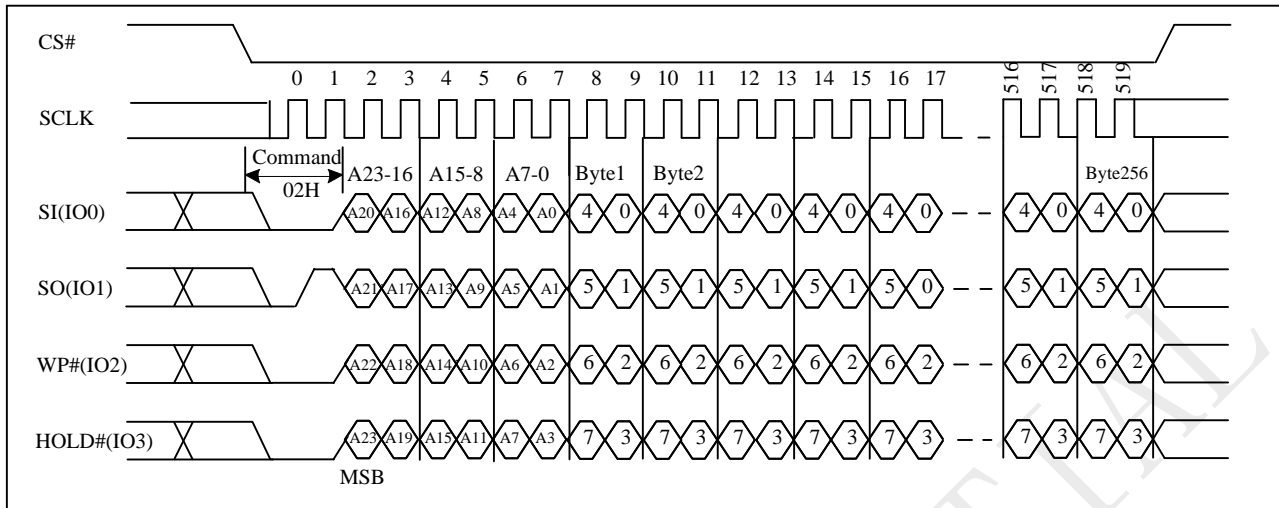 CS#
0 1 2 3 4 5 6 7 8 9 10 11 12 13 14 15 16 17 516 517 518 519
SCLK
Command
02H
A23-16 A15-8 A7-0 Byte1 Byte2 Byte256
SI(IO0) A20 A16 A12 A8 A4 A0 4 0 4 0 4 0 4 0 4 0 4 0 4 0
SO(IO1) A21 A17 A13 A9 A5 A1 5 1 5 1 5 1 5 1 5 0 5 1 5 1
WP#(IO2) A22 A18 A14 A10 A6 A2 6 2 6 2 6 2 6 2 6 2 6 2 6 2
HOLD#(IO3) A23 A19 A15 A11 A7 A3 7 3 7 3 7 3 7 3 7 3 7 3 7 3
MSB